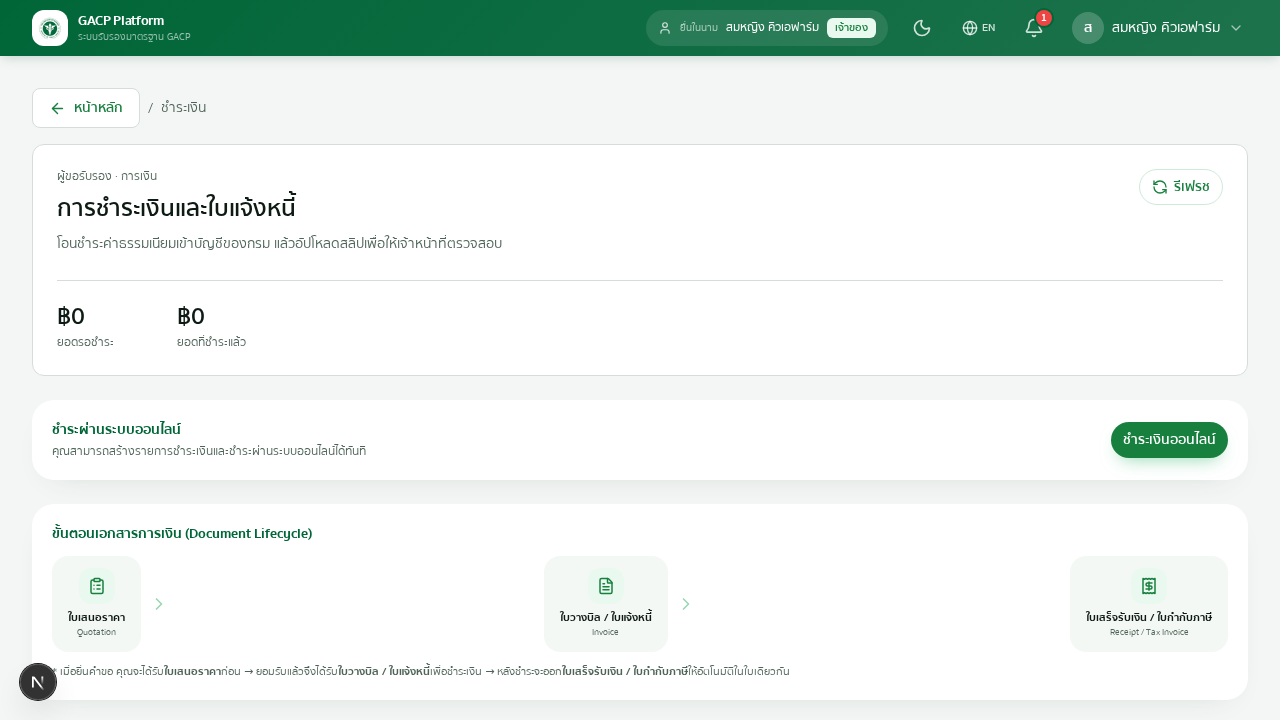 GACP Platform
ระบบรับรองมาตรฐาน GACP
ยื่นในนาม สมหญิง คิวเอฟาร์ม เจ้าของ
EN
1
ส สมหญิง คิวเอฟาร์ม
หน้าหลัก / ชำระเงิน
ผู้ขอรับรอง · การเงิน
การชำระเงินและใบแจ้งหนี้
โอนชำระค่าธรรมเนียมเข้าบัญชีของกรม แล้วอัปโหลดสลิปเพื่อให้เจ้าหน้าที่ตรวจสอบ
รีเฟรช
฿0 ฿0
ยอดรอชำระ ยอดที่ชำระแล้ว
ชำระผ่านระบบออนไลน์
คุณสามารถสร้างรายการชำระเงินและชำระผ่านระบบออนไลน์ได้ทันที
ชำระเงินออนไลน์
ขั้นตอนเอกสารการเงิน (Document Lifecycle)
ใบเสนอราคา
Quotation
ใบวางบิล / ใบแจ้งหนี้
Invoice
ใบเสร็จรับเงิน / ใบกำกับภาษี
Receipt / Tax Invoice
* เมื่อยื่นคำขอ คุณจะได้รับใบเสนอราคาก่อน → ยอมรับแล้วจึงได้รับใบวางบิล / ใบแจ้งหนี้เพื่อชำระเงิน → หลังชำระจะออกใบเสร็จรับเงิน / ใบกำกับภาษีให้อัตโนมัติในใบเดียวกัน
N